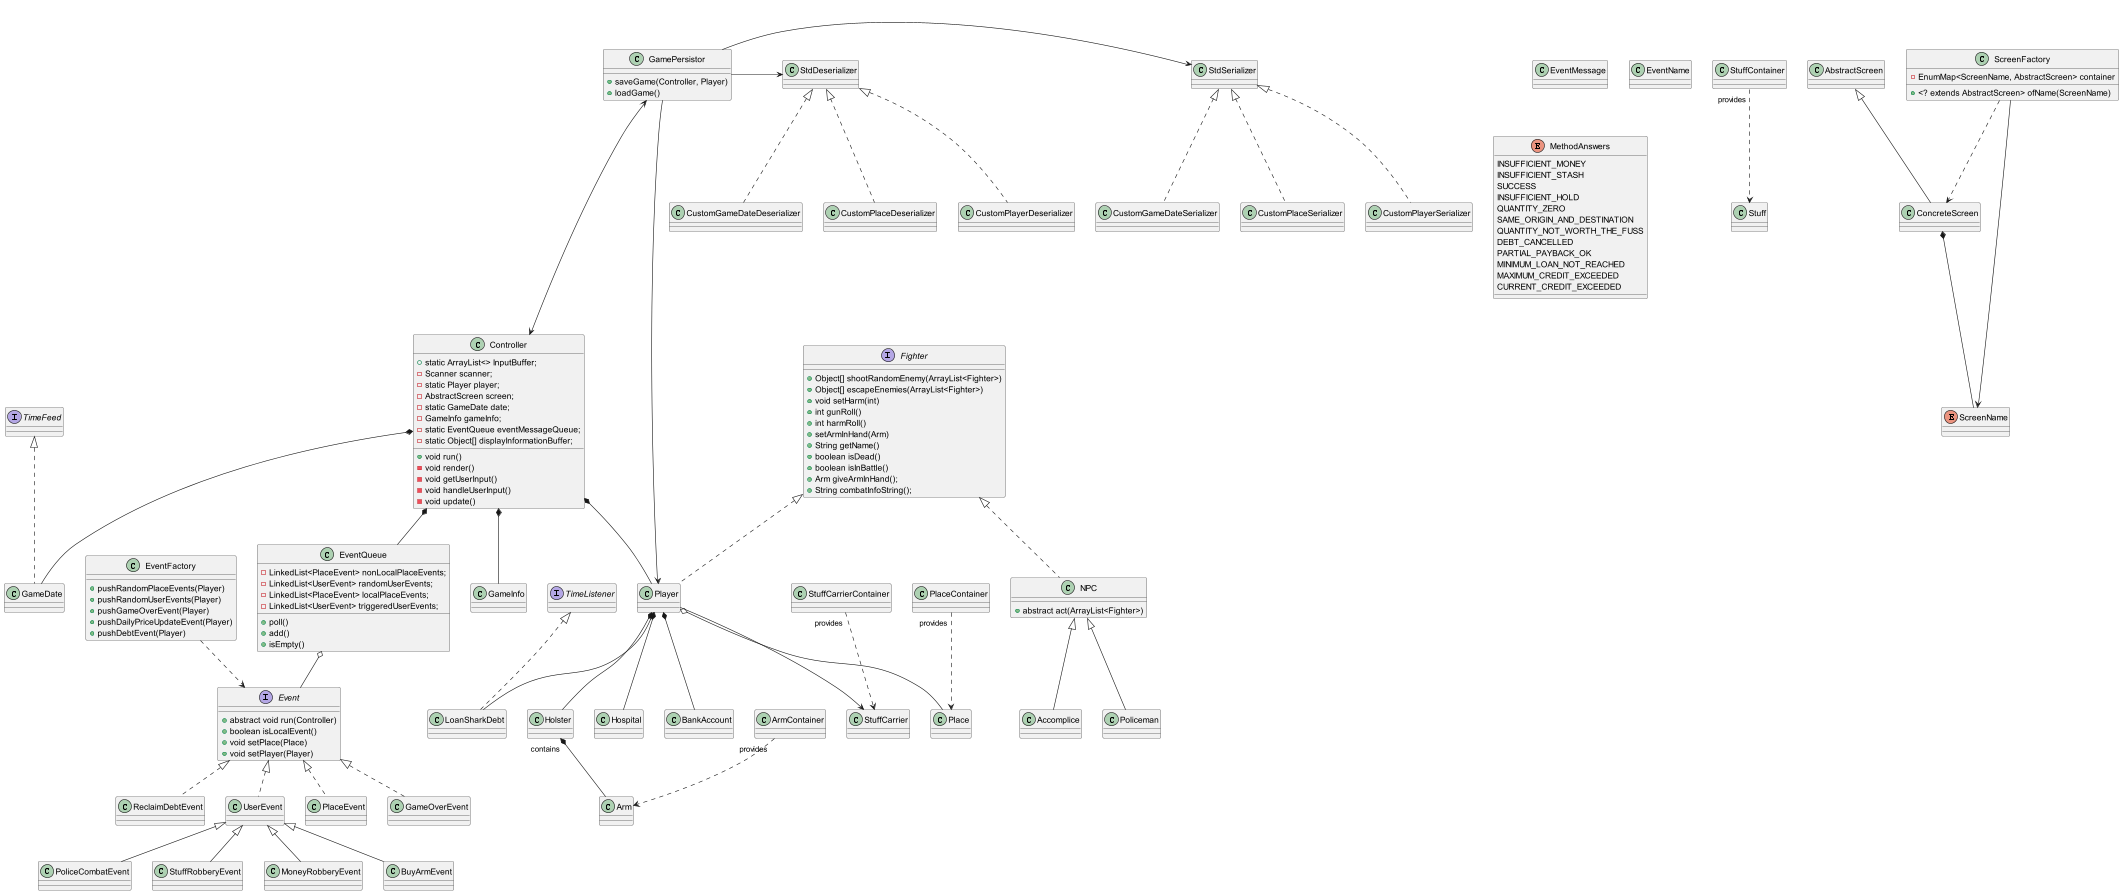 C GamePersistor
saveGame(Controller, Player)
loadGame()
C StdDeserializer
C StdSerializer
C EventMessage
C EventName
C StuffContainer
provides
C AbstractScreen
C ScreenFactory
EnumMap<ScreenName, AbstractScreen> container
<? extends AbstractScreen> ofName(ScreenName)
C CustomGameDateDeserializer
C CustomPlaceDeserializer
C CustomPlayerDeserializer
C CustomGameDateSerializer
C CustomPlaceSerializer
C CustomPlayerSerializer
E MethodAnswers
INSUFFICIENT_MONEY
INSUFFICIENT_STASH
SUCCESS
INSUFFICIENT_HOLD
QUANTITY_ZERO
SAME_ORIGIN_AND_DESTINATION
QUANTITY_NOT_WORTH_THE_FUSS
DEBT_CANCELLED
PARTIAL_PAYBACK_OK
MINIMUM_LOAN_NOT_REACHED
MAXIMUM_CREDIT_EXCEEDED
CURRENT_CREDIT_EXCEEDED
C Stuff
C ConcreteScreen
I TimeFeed
C Controller
static ArrayList<> InputBuffer;
Scanner scanner;
static Player player;
AbstractScreen screen;
static GameDate date;
GameInfo gameInfo;
static EventQueue eventMessageQueue;
static Object[] displayInformationBuffer;
void run()
void render()
void getUserInput()
void handleUserInput()
void update()
I Fighter
Object[] shootRandomEnemy(ArrayList<Fighter>)
Object[] escapeEnemies(ArrayList<Fighter>)
void setHarm(int)
int gunRoll()
int harmRoll()
setArmInHand(Arm)
String getName()
boolean isDead()
boolean isInBattle()
Arm giveArmInHand();
String combatInfoString();
E ScreenName
C GameDate
C EventFactory
pushRandomPlaceEvents(Player)
pushRandomUserEvents(Player)
pushGameOverEvent(Player)
pushDailyPriceUpdateEvent(Player)
pushDebtEvent(Player)
C EventQueue
LinkedList<PlaceEvent> nonLocalPlaceEvents;
LinkedList<UserEvent> randomUserEvents;
LinkedList<PlaceEvent> localPlaceEvents;
LinkedList<UserEvent> triggeredUserEvents;
poll()
add()
isEmpty()
C GameInfo
I TimeListener
C Player
C StuffCarrierContainer
provides
C PlaceContainer
provides
C NPC
abstract act(ArrayList<Fighter>)
I Event
abstract void run(Controller)
boolean isLocalEvent()
void setPlace(Place)
void setPlayer(Player)
C LoanSharkDebt
C Holster
contains
C Hospital
C BankAccount
C ArmContainer
provides
C StuffCarrier
C Place
C Accomplice
C Policeman
C ReclaimDebtEvent
C UserEvent
C PlaceEvent
C GameOverEvent
C Arm
C PoliceCombatEvent
C StuffRobberyEvent
C MoneyRobberyEvent
C BuyArmEvent